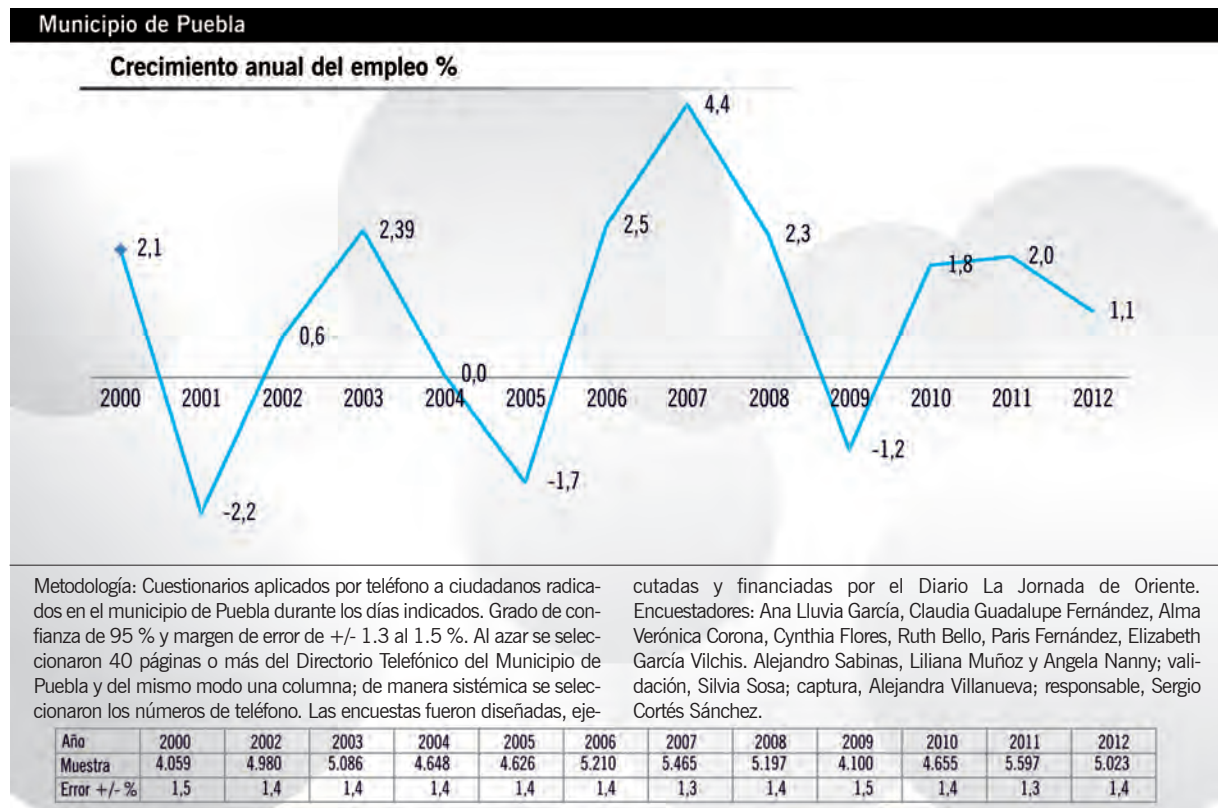 Municipio de Puebla
Crecimiento anual del empleo %
4,4
2,1
2,39
2,5
2,3
1,8
2,0
0,6
1,1
0,0
2000 2001 2002 2003 2004 2005 2006 2007 2008 2009 2010 2011 2012
-1,2
-1,7
-2,2
Metodología: Cuestionarios aplicados por teléfono a ciudadanos radica-
dos en el municipio de Puebla durante los días indicados. Grado de con-
fianza de 95 % y margen de error de +/- 1.3 al 1.5 %. Al azar se selec-
cionaron 40 páginas o más del Directorio Telefónico del Municipio de
Puebla y del mismo modo una columna; de manera sistémica se selec-
cionaron los números de teléfono. Las encuestas fueron diseñadas, eje-
cutadas y financiadas por el Diario La Jornada de Oriente.
Encuestadores: Ana Lluvia García, Claudia Guadalupe Fernández, Alma
Verónica Corona, Cynthia Flores, Ruth Bello, Paris Fernández, Elizabeth
García Vilchis. Alejandro Sabinas, Liliana Muñoz y Angela Nanny; vali-
dación, Silvia Sosa; captura, Alejandra Villanueva; responsable, Sergio
Cortés Sánchez.
Año 2000 2002 2003 2004 2005 2006 2007 2008 2009 2010 2011 2012
Muestra 4.059 4.980 5.086 4.648 4.626 5.210 5.465 5.197 4.100 4.655 5.597 5.023
Error +/- % 1,5 1,4 1,4 1,4 1,4 1,4 1,3 1,4 1,5 1,4 1,3 1,4